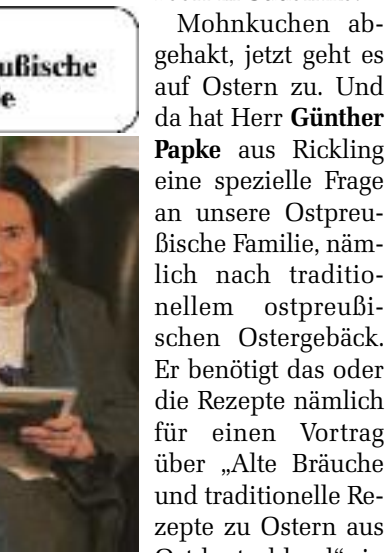 ußische
e
Mohnkuchen ab-
gehakt, jetzt geht es
auf Ostern zu. Und
da hat Herr Günther
Papke aus Rickling
eine spezielle Frage
an unsere Ostpreu-
ßische Familie, näm-
lich nach traditio-
nellem ostpreußi-
schen Ostergebäck.
Er benötigt das oder
die Rezepte nämlich
für einen Vortrag
über „Alte Bräuche
und traditionelle Re-
zepte zu Ostern aus